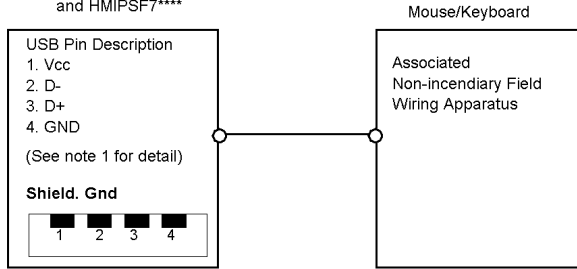 and HMIPSF7****
Mouse/Keyboard
USB Pin Description
1. Vcc
2. D-
3. D+
4. GND
(See note 1 for detail)
Shield. Gnd
1 2 3 4
Associated
Non-incendiary Field
Wiring Apparatus